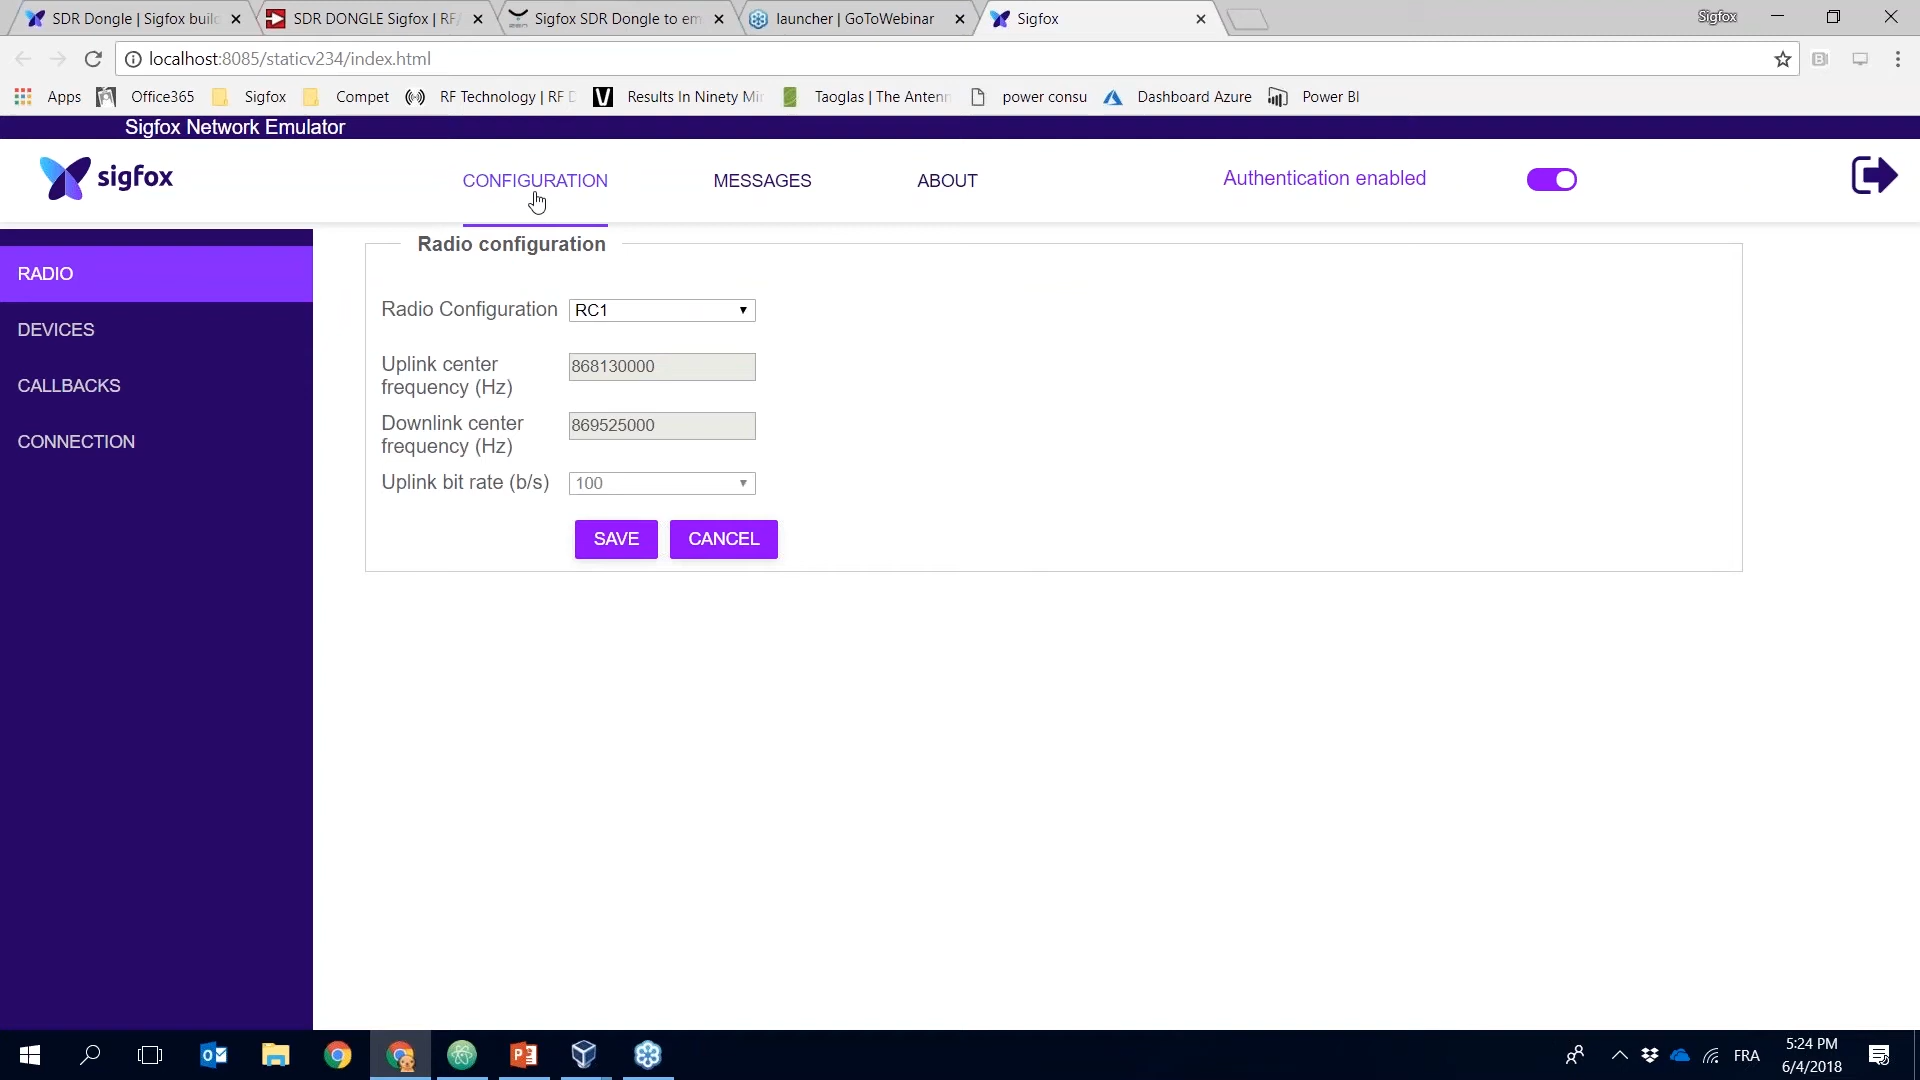 SDR Dongle | Sigfox buil
SDR DONGLE Sigfox | RF/
Sigfox SDR Dongle to em
launcher | GoToWebinar
Sigfox
Sigfox
localhost:8085/staticv234/index.html
Apps
Office365
Sigfox
Compet
RF Technology | RF D
Results In Ninety Mi
Taoglas | The Antenn
power consu
Dashboard Azure
Power BI
Sigfox Network Emulator
sigfox
CONFIGURATION
MESSAGES
ABOUT
Authentication enabled
RADIO
DEVICES
CALLBACKS
CONNECTION
Radio configuration
Radio Configuration
RC1
Uplink center
frequency (Hz)
868130000
Downlink center
frequency (Hz)
869525000
Uplink bit rate (b/s)
100
SAVE
CANCEL
FRA
5:24 PM
6/4/2018